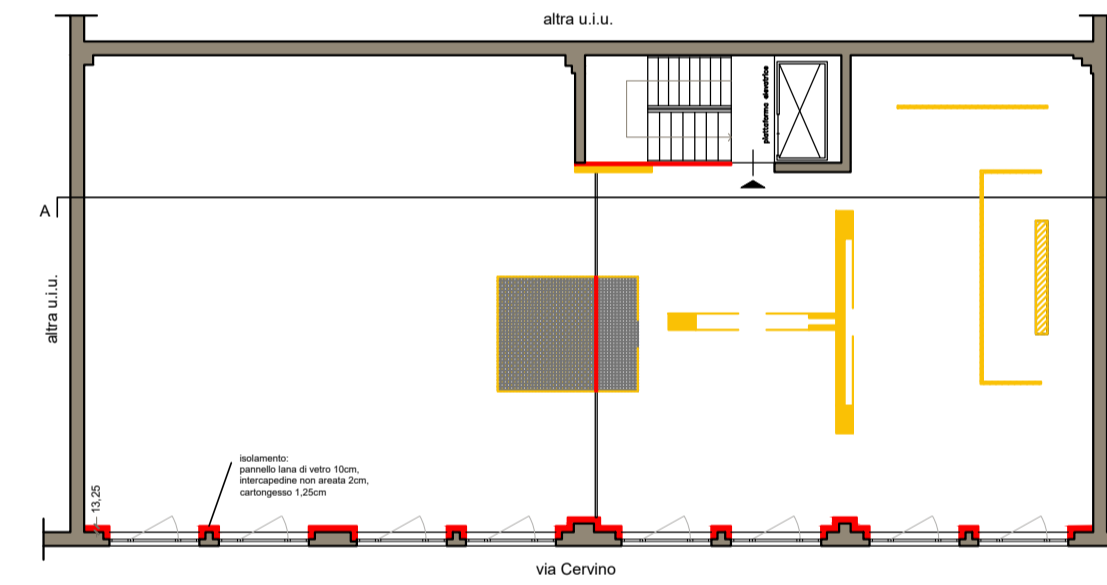 altra u.i.u.
plattaforma elevatrice
A
altra u.i.u.
isolamento:
pannello lana di vetro 10cm,
intercapedine non areata 2cm,
cartongesso 1,25cm
13,25
via Cervino